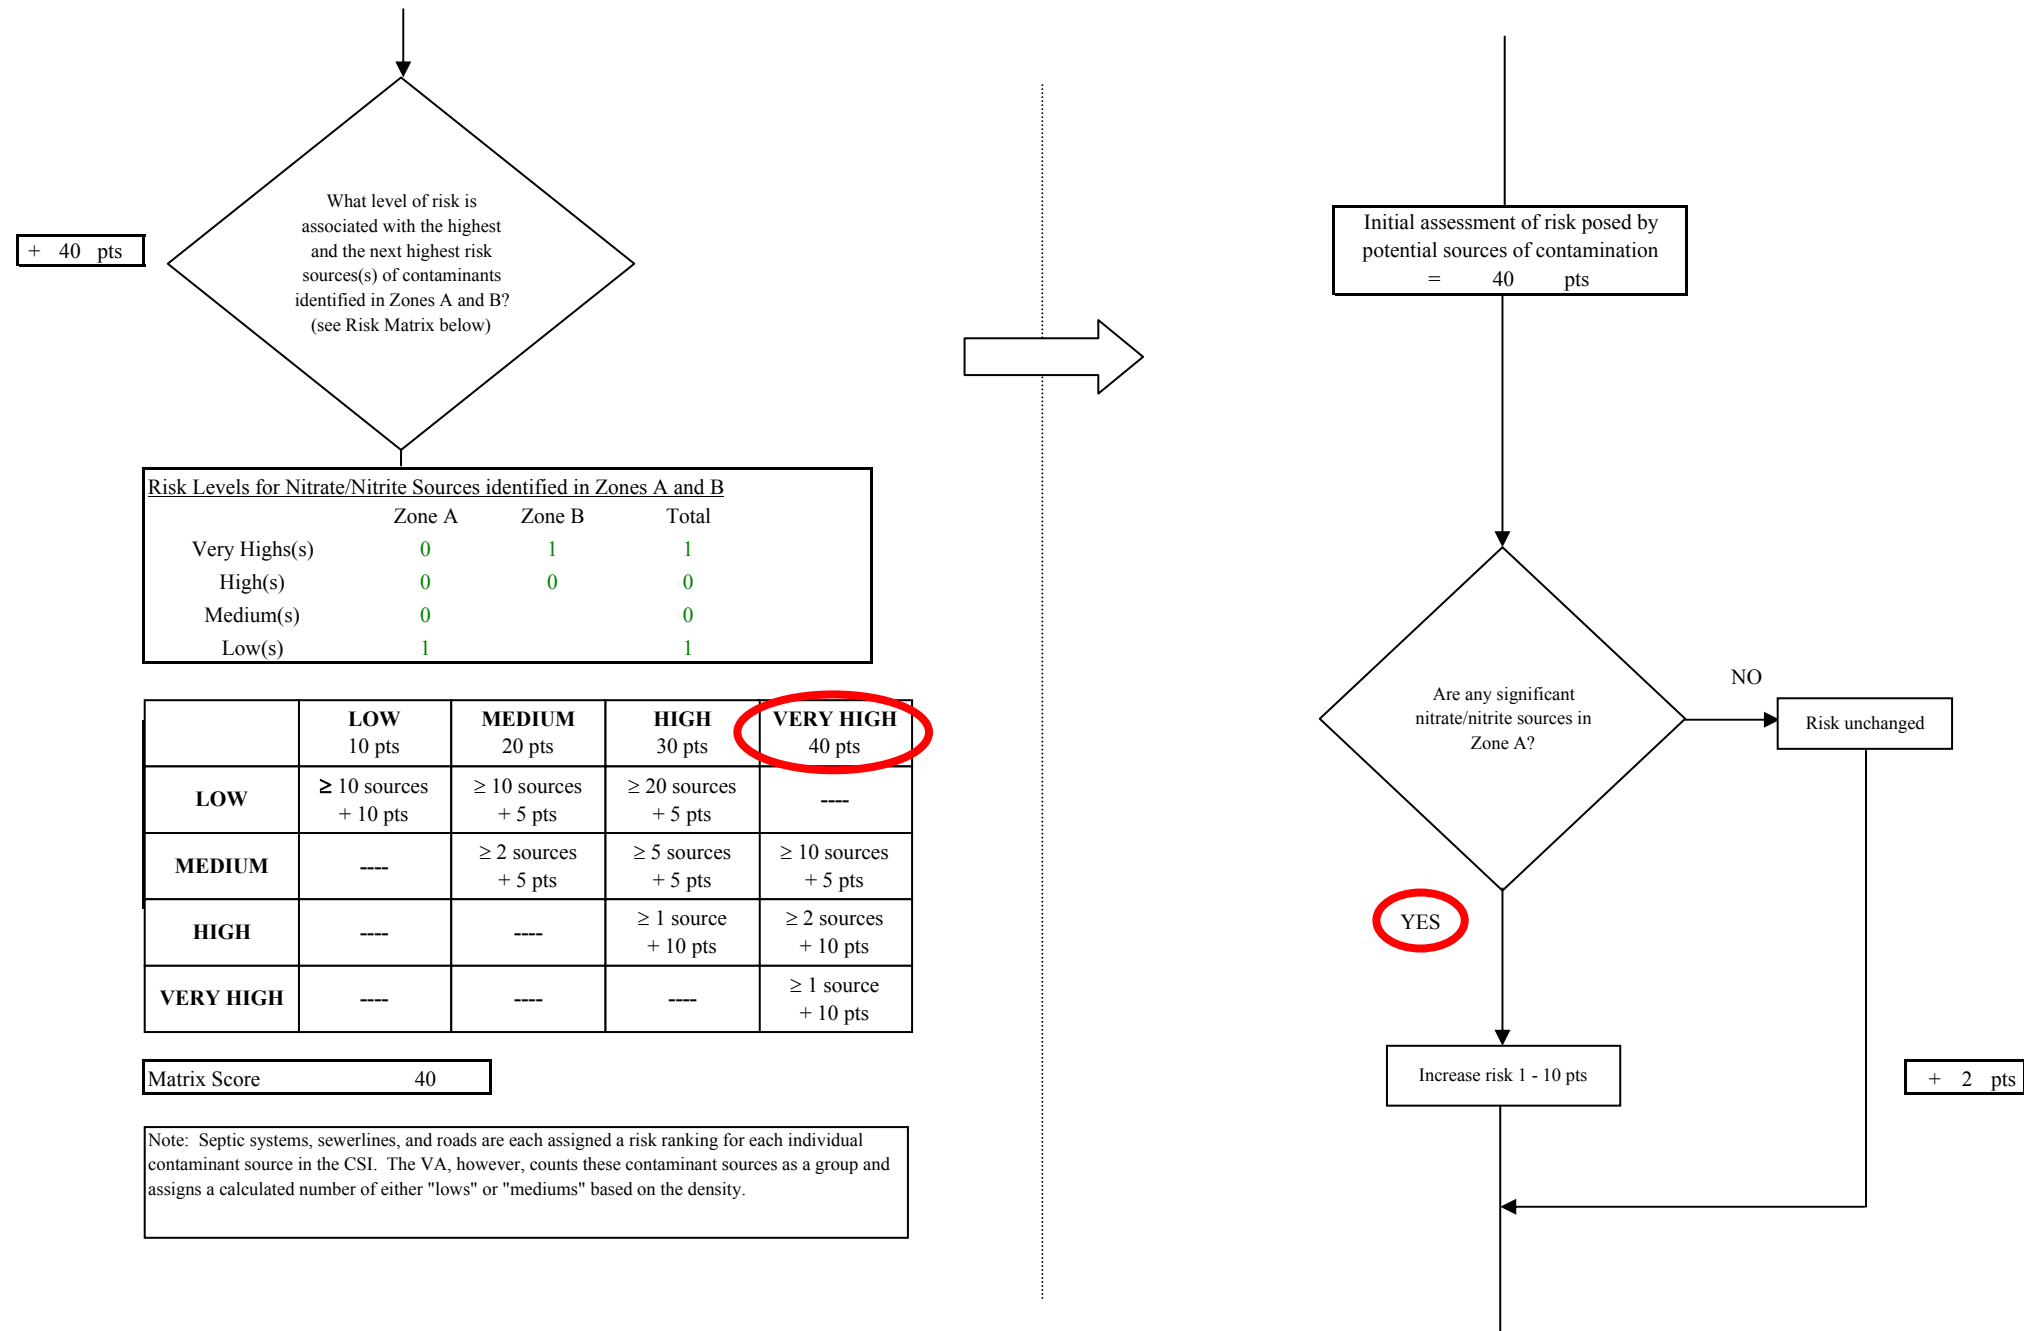 What level of risk is
associated with the highest
and the next highest risk
sources(s) of contaminants
identified in Zones A and B?
(see Risk Matrix below)
+ 40 pts
Risk Levels for Nitrate/Nitrite Sources identified in Zones A and B
Zone A Zone B Total
Very Highs(s) 0 1 1
High(s) 0 0 0
Medium(s) 0 0
Low(s) 1 1
LOW MEDIUM HIGH VERY HIGH
10 pts 20 pts 30 pts 40 pts
LOW ≥ 10 sources ≥ 10 sources ≥ 20 sources ----
+ 10 pts + 5 pts + 5 pts
MEDIUM ---- ≥ 2 sources ≥ 5 sources ≥ 10 sources
+ 5 pts + 5 pts + 5 pts
HIGH ---- ---- ≥ 1 source ≥ 2 sources
+ 10 pts + 10 pts
VERY HIGH ---- ---- ---- ≥ 1 source
+ 10 pts
Matrix Score 40
Note: Septic systems, sewerlines, and roads are each assigned a risk ranking for each individual
contaminant source in the CSI. The VA, however, counts these contaminant sources as a group and
assigns a calculated number of either "lows" or "mediums" based on the density.
Initial assessment of risk posed by
potential sources of contamination
= 40 pts
Are any significant
nitrate/nitrite sources in
Zone A?
NO
Risk unchanged
YES
Increase risk 1 - 10 pts
+ 2 pts